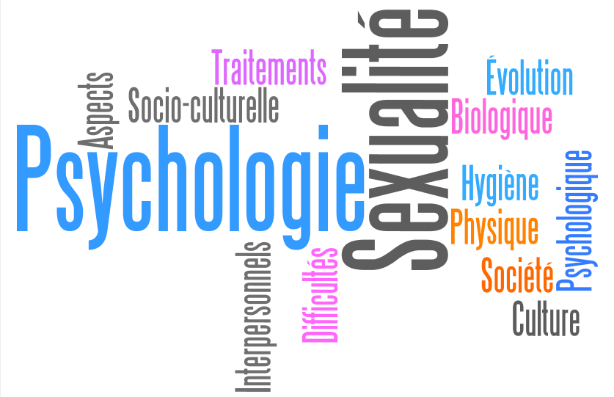 Traitements
Aspects
Socio-culturelle
Psychologie
Sexualité
Évolution
Biologique
Hygiène
Physique
Psychologique
Société
Culture
Interpersonnels
Difficultés